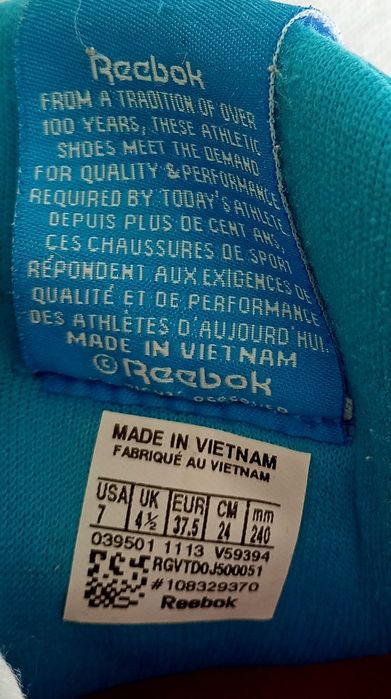 Reebok
FROM A TRADITION OF OVER
100 YEARS, THESE ATHLETIC
SHOES MEET THE DEMAND
FOR QUALITY & PERFORMANCE
REQUIRED BY TODAY'S ATHLETE.
DEPUIS PLUS DE CENT ANS,
CES CHAUSSURES DE SPORT
RÉPONDENT AUX EXIGENCES DE
QUALITÉ ET DE PERFORMANCE
DES ATHLÈTES D'AUJOURD'HUI.
MADE IN VIETNAM
© Reebok
RESERVED
MADE IN VIETNAM
FABRIQUÉ AU VIETNAM
USA UK EUR CM mm
7 4½ 37.5 24 240
039501 1113 V59394
RGVTD0J500051
#108329370
Reebok